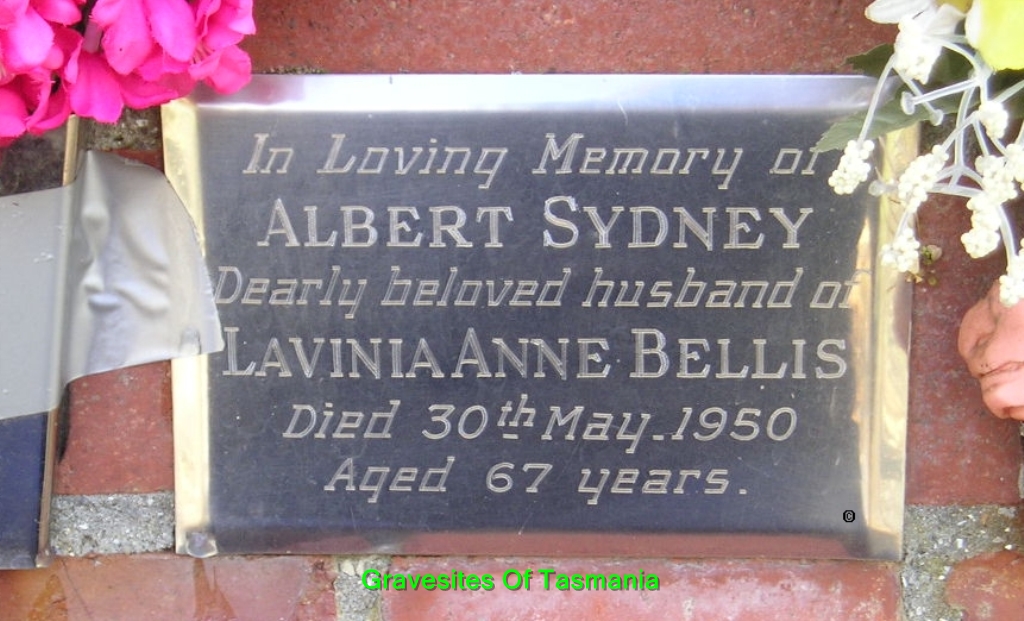 In Loving Memory of
ALBERT SYDNEY
Dearly beloved husband of
LAVINIA ANNE BELLIS
Died 30th May. 1950
Aged 67 years.
©
Gravesites Of Tasmania